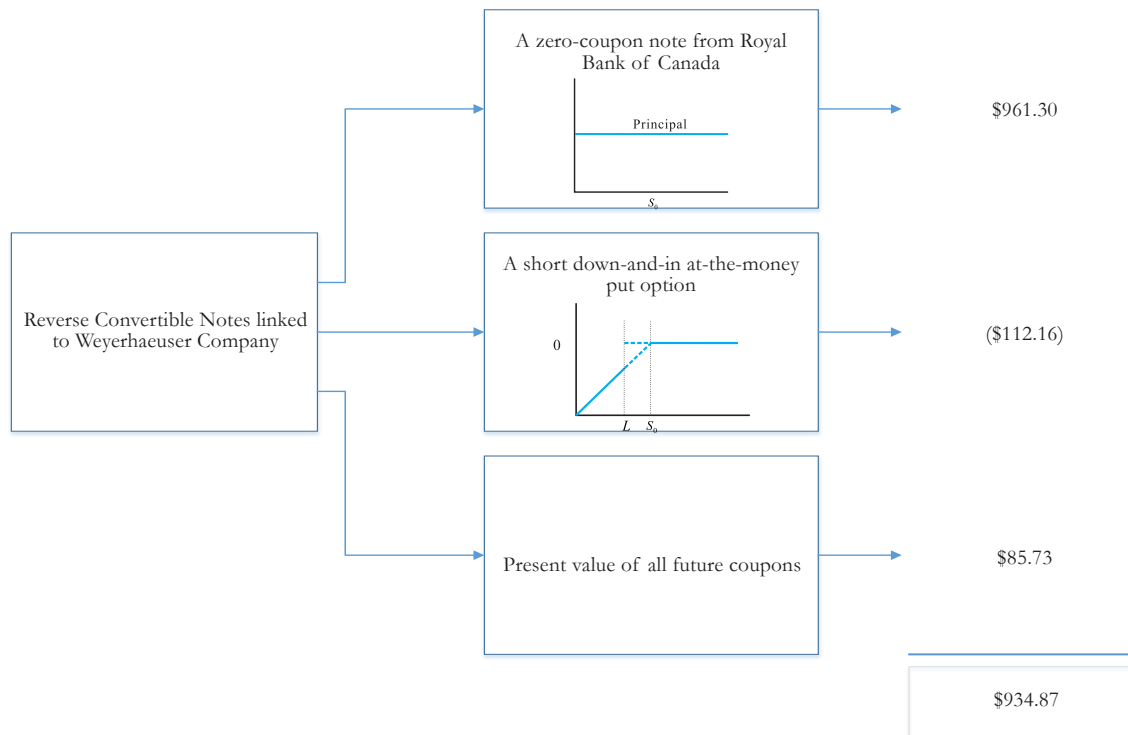 A zero-coupon note from Royal
Bank of Canada
Principal
S₀
$961.30
Reverse Convertible Notes linked
to Weyerhaeuser Company
A short down-and-in at-the-money
put option
0
L S₀
($112.16)
Present value of all future coupons
$85.73
$934.87